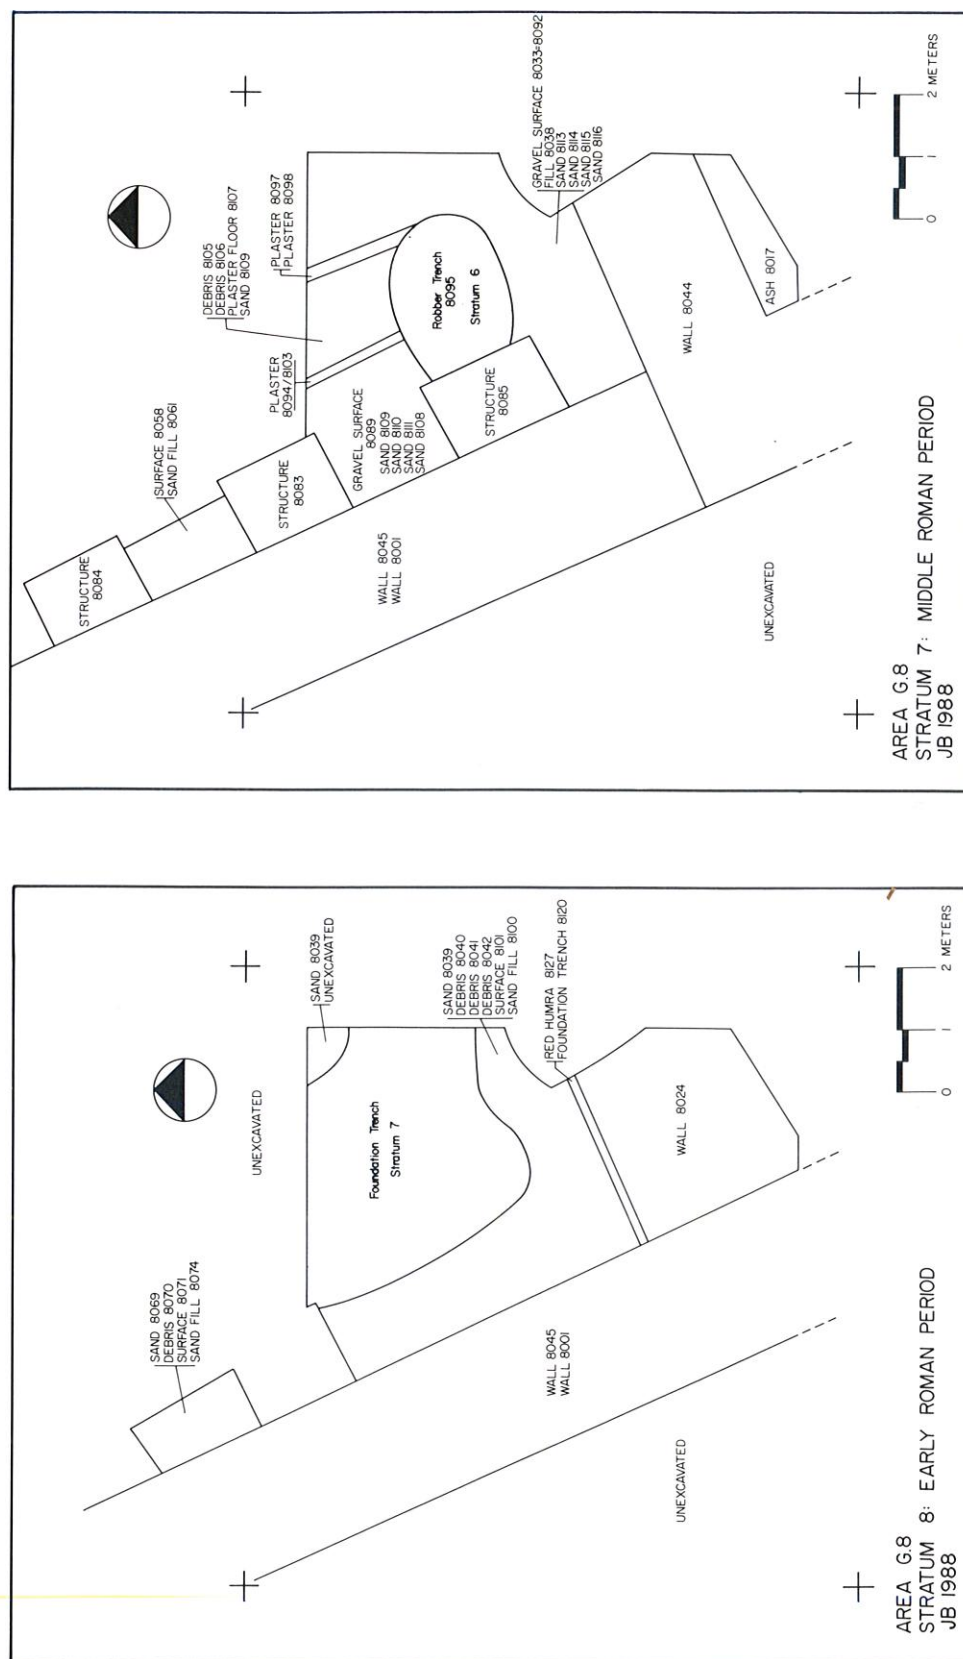 SAND 8069
DEBRIS 8070
SURFACE 8071
SAND FILL 8074
UNEXCAVATED
SAND 8039
UNEXCAVATED
Foundation Trench
Stratum 7
SAND 8039
DEBRIS 8040
DEBRIS 8041
DEBRIS 8042
SURFACE 8101
SAND FILL 8100
RED HUMRA 8127
FOUNDATION TRENCH 8120
WALL 8045
WALL 8001
WALL 8024
UNEXCAVATED
AREA G.8
STRATUM 8: EARLY ROMAN PERIOD
JB 1988
0 1 2 METERS
STRUCTURE
8084
SURFACE 8058
SAND FILL 8061
STRUCTURE
8083
DEBRIS 8105
DEBRIS 8106
PLASTER FLOOR 8107
SAND 8109
PLASTER 8097
PLASTER 8098
PLASTER
8094/8103
GRAVEL SURFACE
8089
SAND 8109
SAND 8110
SAND 8111
SAND 8108
Robber Trench
8095
Stratum 6
STRUCTURE
8085
GRAVEL SURFACE 8033=8092
FILL 8038
SAND 8113
SAND 8114
SAND 8115
SAND 8116
WALL 8045
WALL 8001
WALL 8044
ASH 8017
UNEXCAVATED
AREA G.8
STRATUM 7: MIDDLE ROMAN PERIOD
JB 1988
0 1 2 METERS